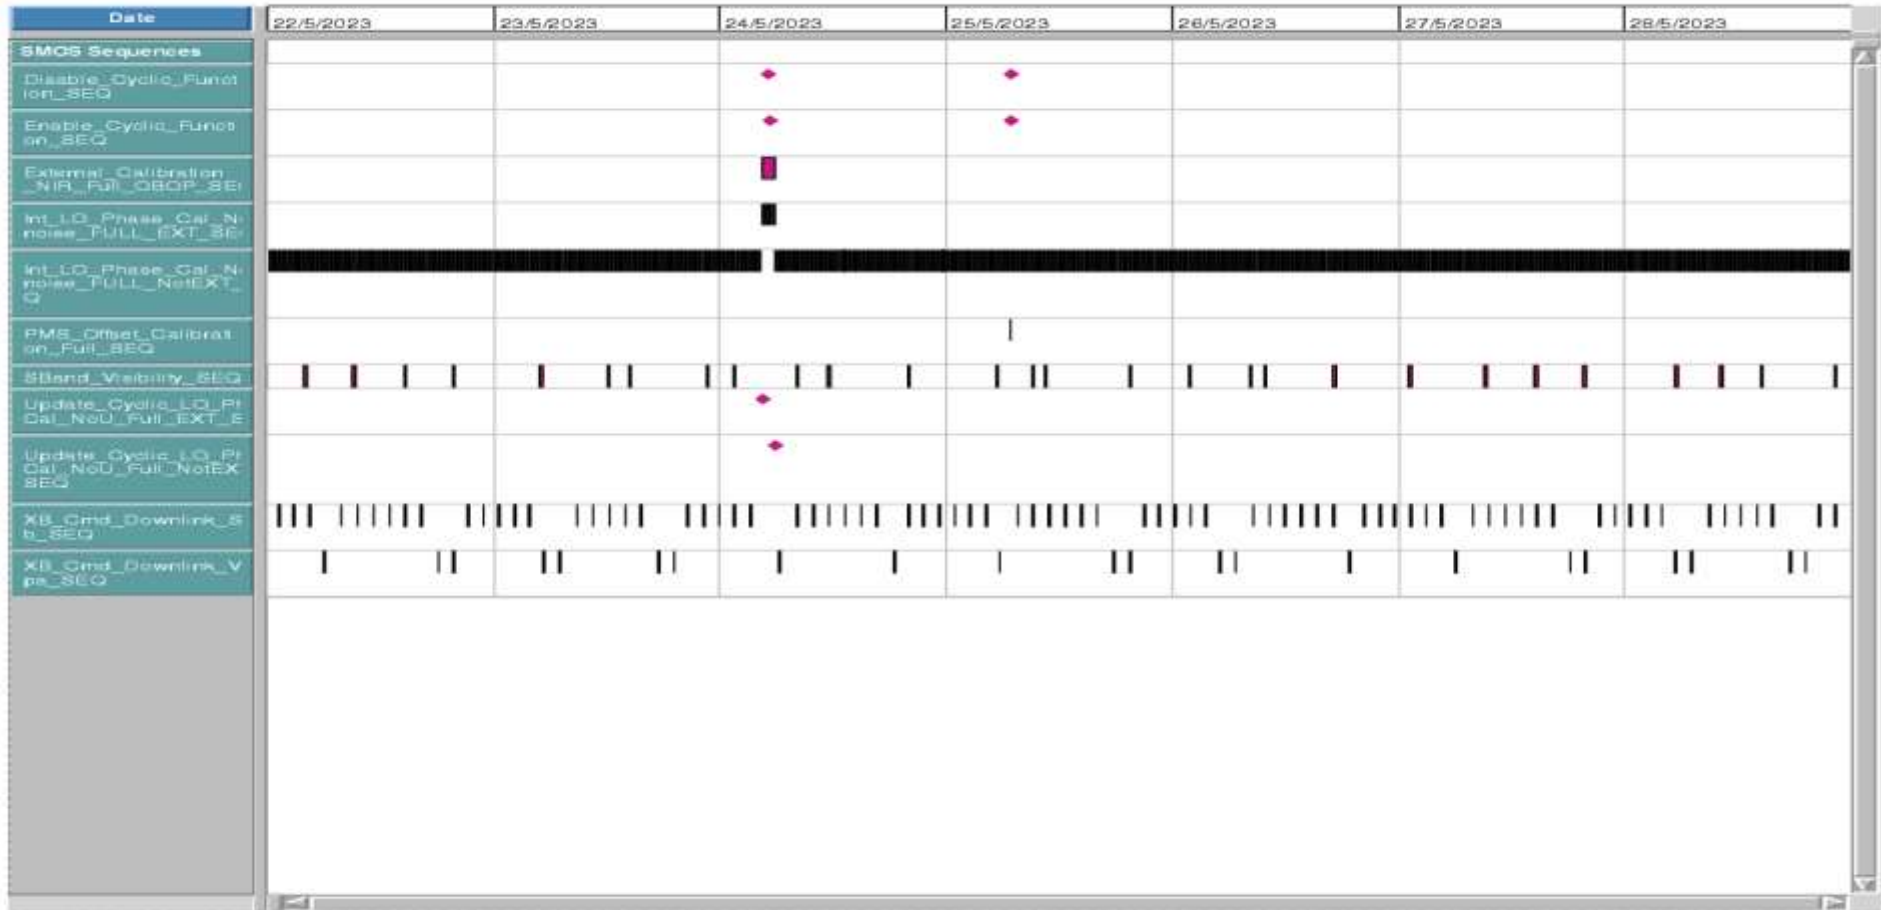 Date
22/5/2023
23/5/2023
24/5/2023
25/5/2023
26/5/2023
27/5/2023
28/5/2023
SMOS Sequences
Disable_Cyclic_Funct
ion_SEQ
Enable_Cyclic_Functi
on_SEQ
External_Calibration
_NIR_Full_OBOP_SE
Int_LO_Phase_Cal_N
noise_FULL_EXT_SE
Int_LO_Phase_Cal_N
noise_FULL_NotEXT_
Q
PMS_Offset_Calibrati
on_Full_SEQ
SBand_Visibility_SEQ
Update_Cyclic_LO_P
Cal_NoU_Full_EXT_S
Update_Cyclic_LO_P
Cal_NoU_Full_NotEX
SEQ
XB_Cmd_Downlink_S
b_SEQ
XB_Cmd_Downlink_V
pa_SEQ